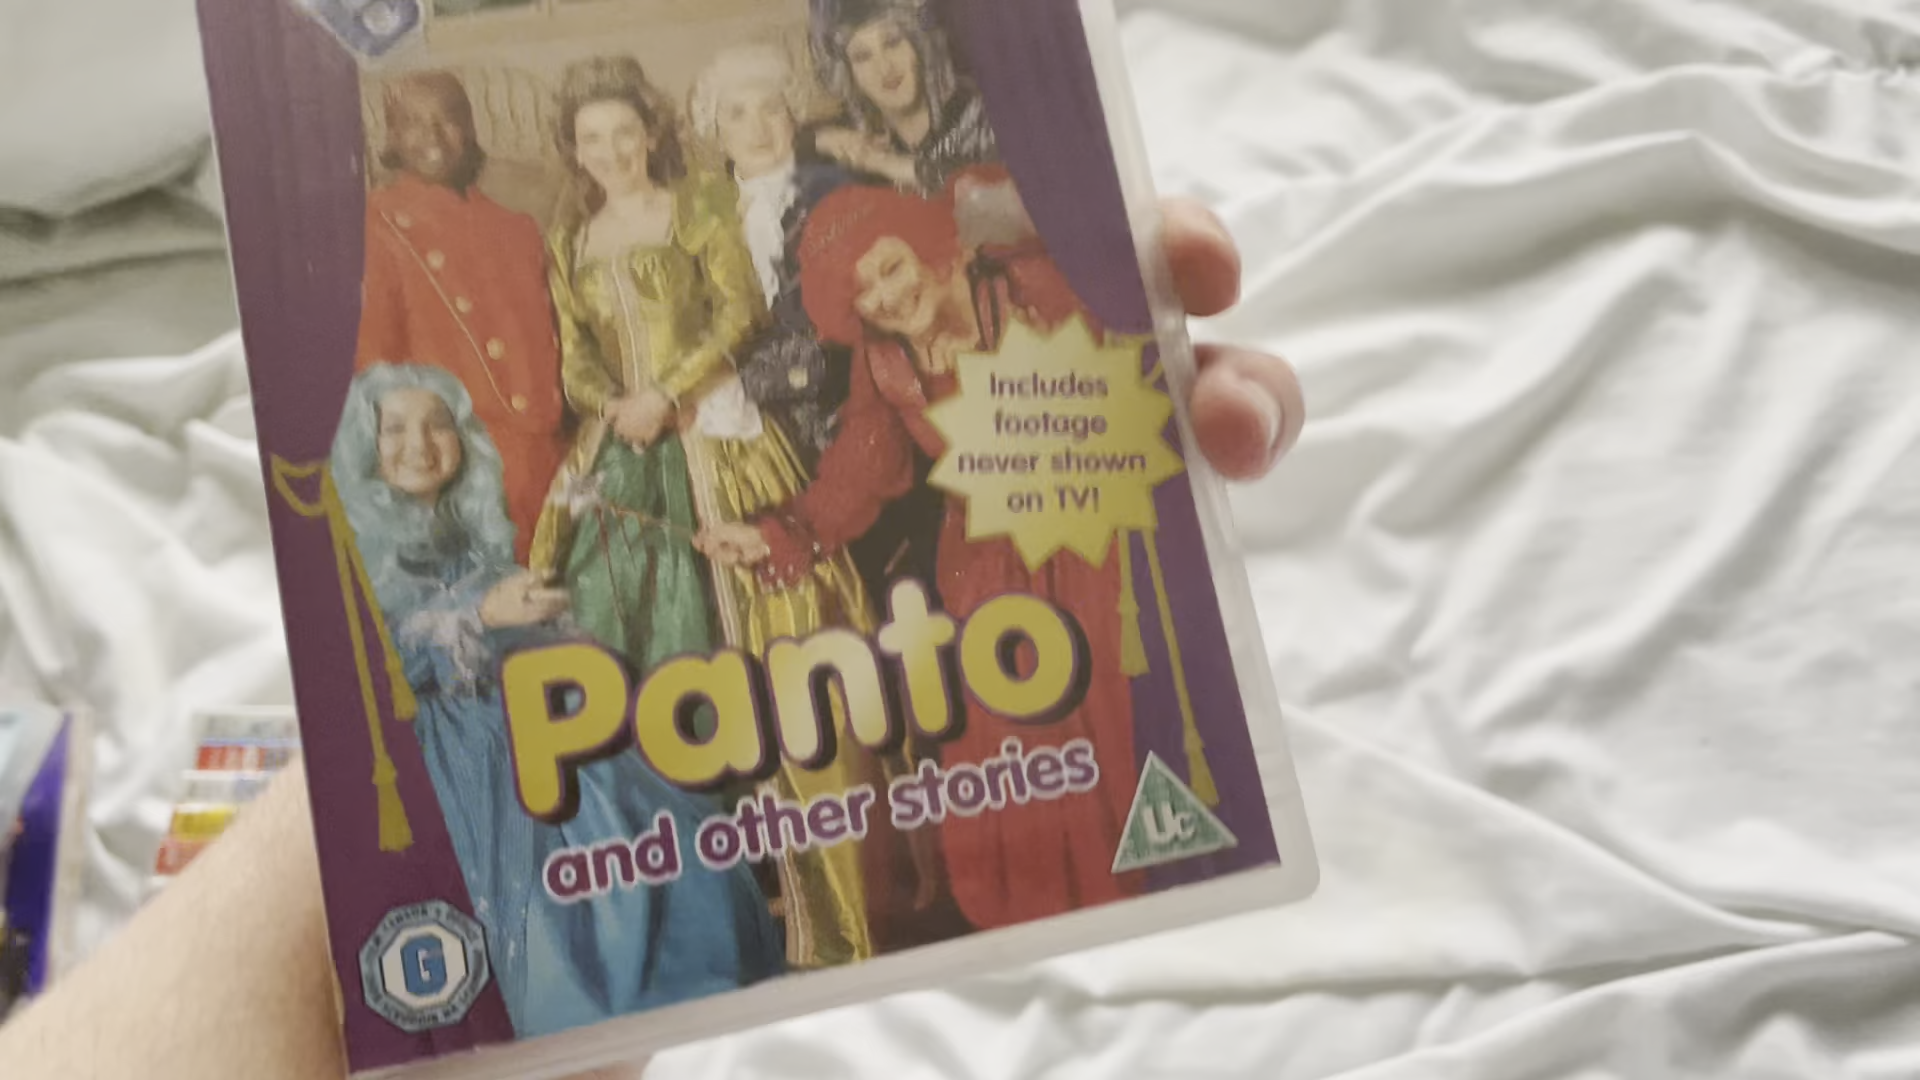 Includes
footage
never shown
on TV!
Panto
and other stories
Uc
G